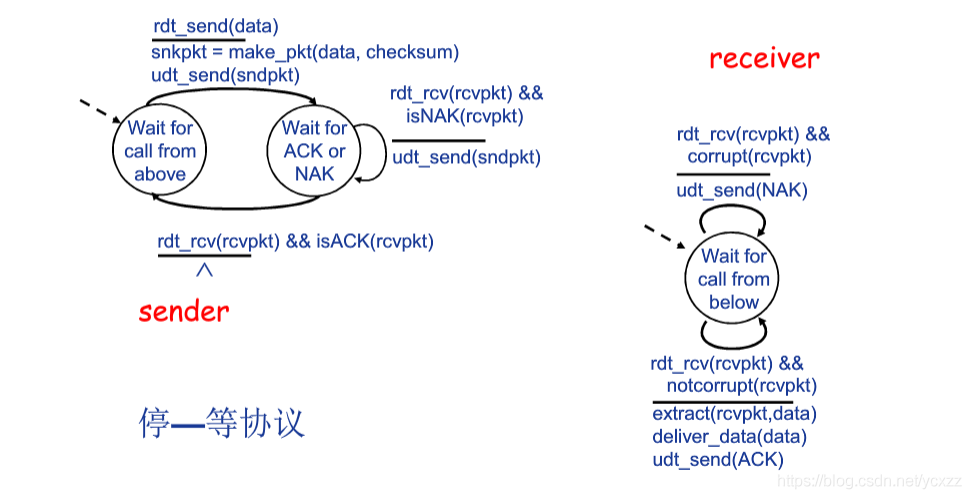 rdt_send(data)
snkpkt = make_pkt(data, checksum)
udt_send(sndpkt)
Wait for
call from
above
Wait for
ACK or
NAK
rdt_rcv(rcvpkt) &&
isNAK(rcvpkt)
udt_send(sndpkt)
rdt_rcv(rcvpkt) && isACK(rcvpkt)
Λ
sender
停—等协议
receiver
rdt_rcv(rcvpkt) &&
corrupt(rcvpkt)
udt_send(NAK)
Wait for
call from
below
rdt_rcv(rcvpkt) &&
notcorrupt(rcvpkt)
extract(rcvpkt,data)
deliver_data(data)
udt_send(ACK)
https://blog.csdn.net/ycxzz